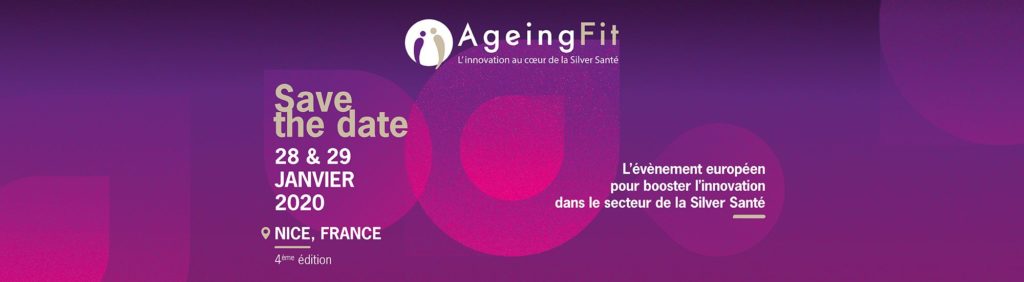 AgeingFit
L'innovation au cœur de la Silver Santé
Save
the date
28 & 29
JANVIER
2020
NICE, FRANCE
4ème édition
L'évènement européen
pour booster l'innovation
dans le secteur de la Silver Santé